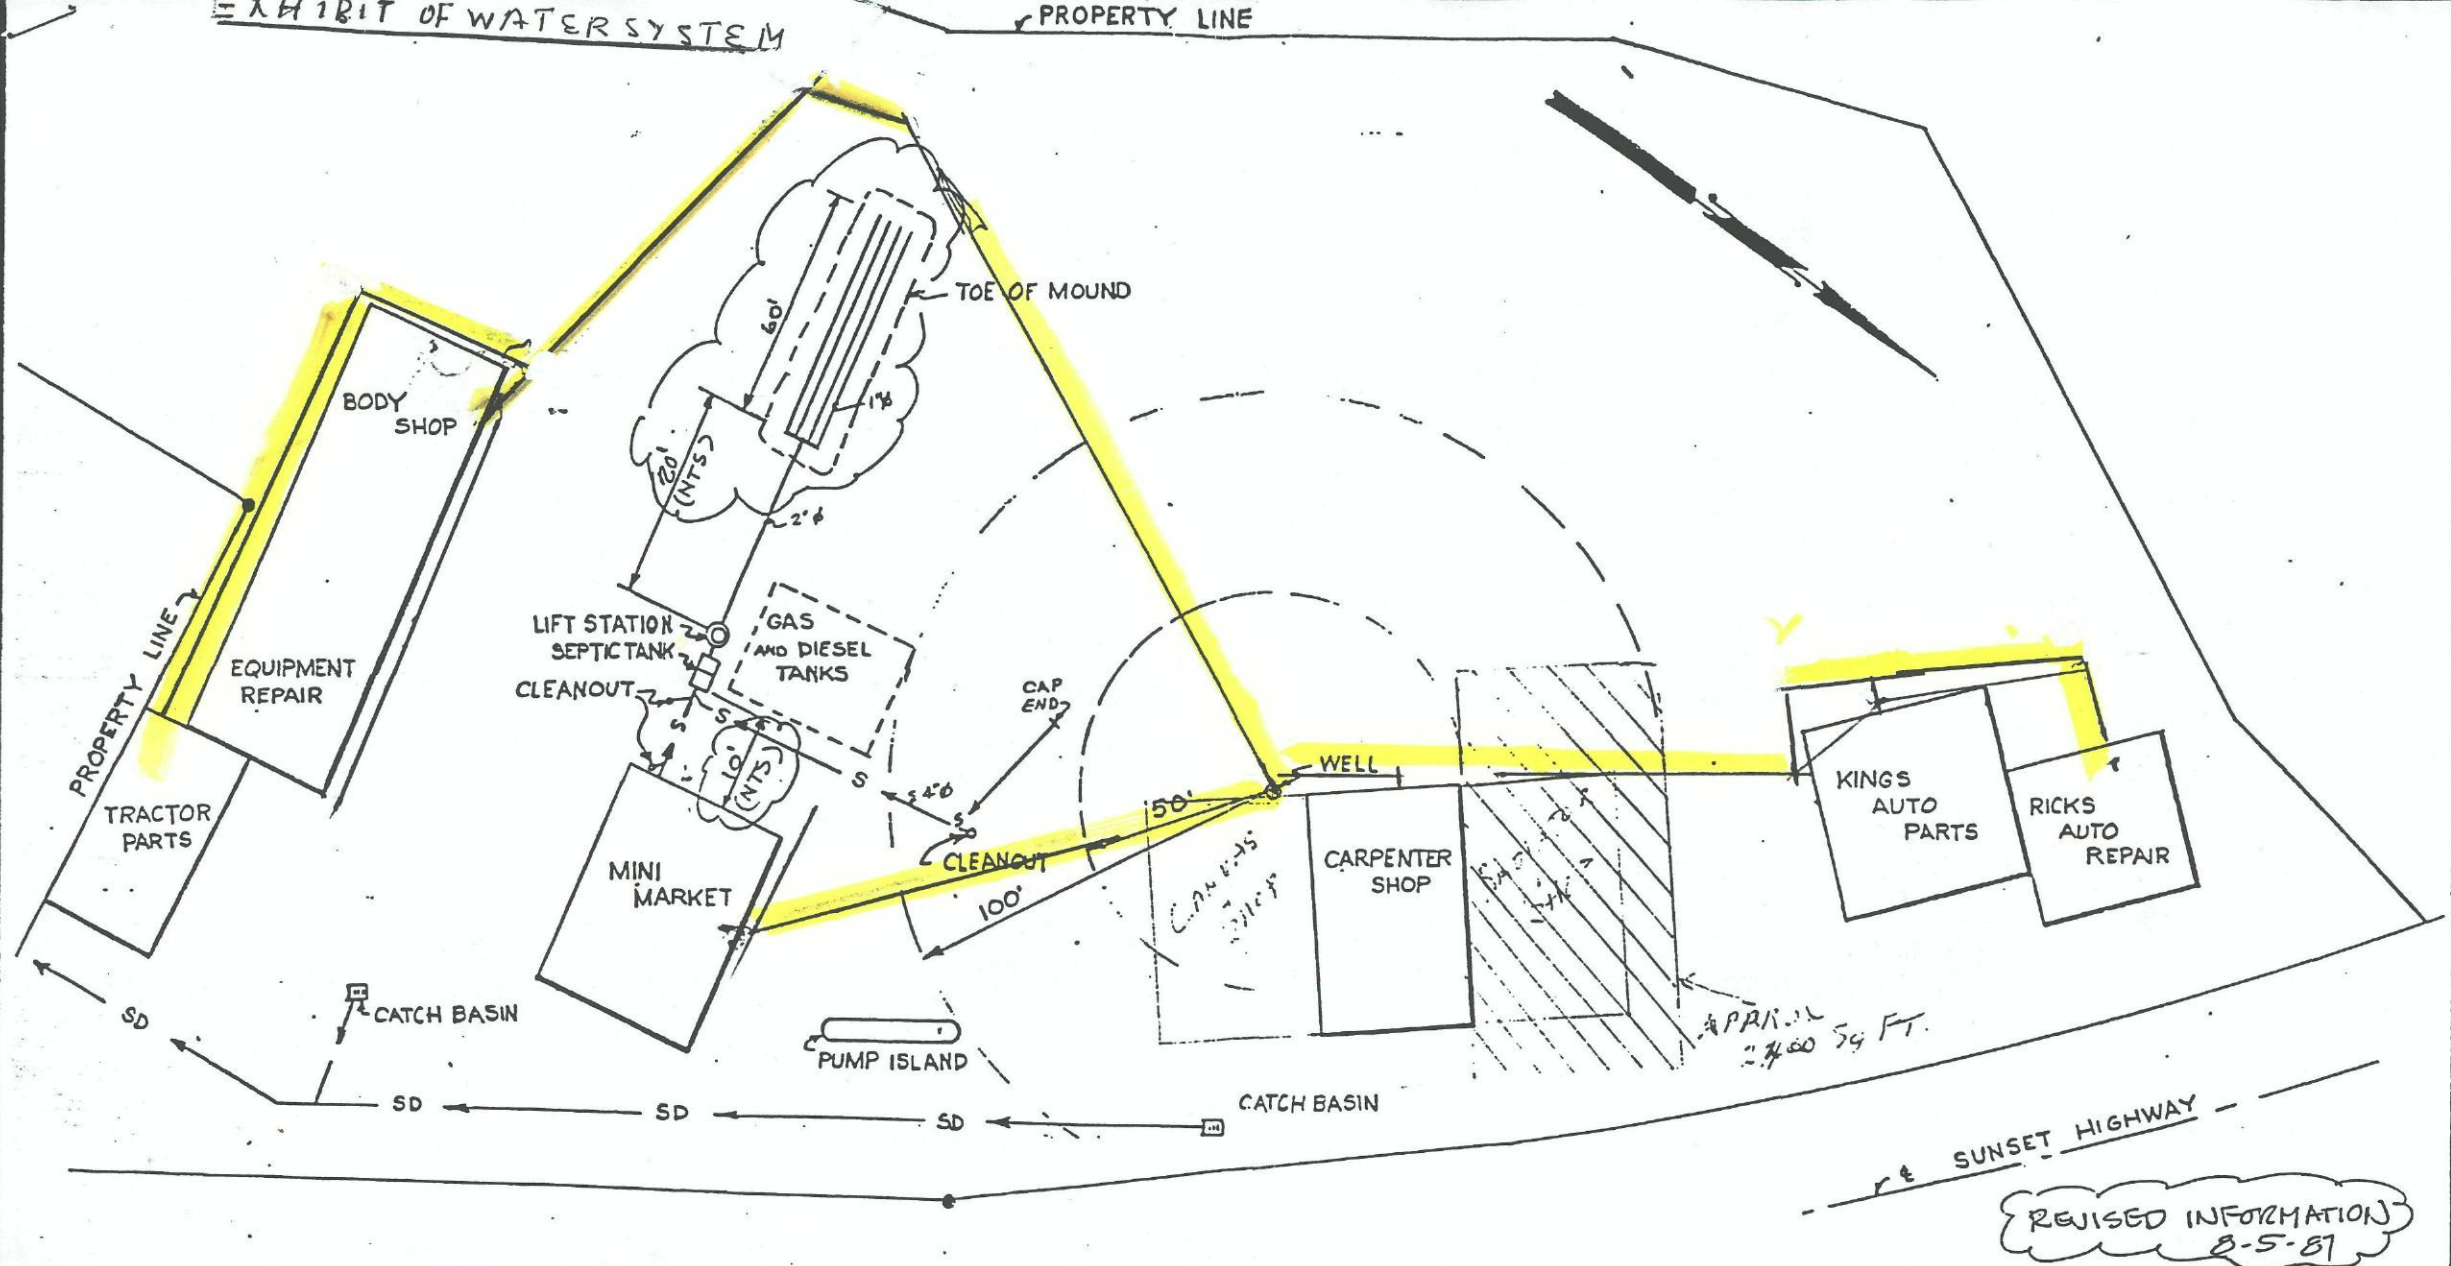 EXHIBIT OF WATER SYSTEM
PROPERTY LINE
TOE OF MOUND
60'
1"ø
BODY
SHOP
20'
(NTS)
2"ø
LIFT STATION
SEPTIC TANK
CLEANOUT
GAS
AND DIESEL
TANKS
CAP
END
PROPERTY LINE
EQUIPMENT
REPAIR
S
S
10'
(NTS)
S
S 4"ø
S
CLEANOUT
WELL
50'
100'
TRACTOR
PARTS
MINI
MARKET
CARPENTER
SHOP
KINGS
AUTO
PARTS
RICKS
AUTO
REPAIR
SD
CATCH BASIN
PUMP ISLAND
SD
SD
SD
CATCH BASIN
SQ FT.
℄ SUNSET HIGHWAY
REVISED INFORMATION
8-5-87